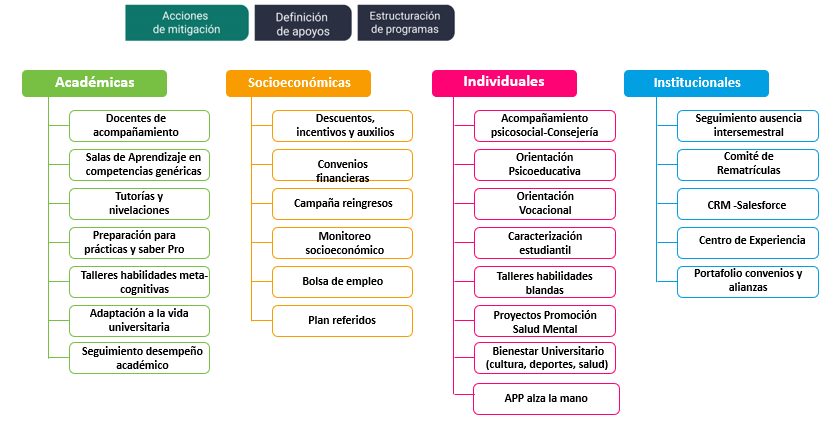 Acciones
de mitigación
Definición
de apoyos
Estructuración
de programas
Académicas
Docentes de
acompañamiento
Salas de Aprendizaje en
competencias genéricas
Tutorías y
nivelaciones
Preparación para
prácticas y saber Pro
Talleres habilidades meta-
cognitivas
Adaptación a la vida
universitaria
Seguimiento desempeño
académico
Socioeconómicas
Descuentos,
incentivos y auxilios
Convenios
financieras
Campaña reingresos
Monitoreo
socioeconómico
Bolsa de empleo
Plan referidos
Individuales
Acompañamiento
psicosocial-Consejería
Orientación
Psicoeducativa
Orientación
Vocacional
Caracterización
estudiantil
Talleres habilidades
blandas
Proyectos Promoción
Salud Mental
Bienestar Universitario
(cultura, deportes, salud)
APP alza la mano
Institucionales
Seguimiento ausencia
intersemestral
Comité de
Rematrículas
CRM -Salesforce
Centro de Experiencia
Portafolio convenios y
alianzas